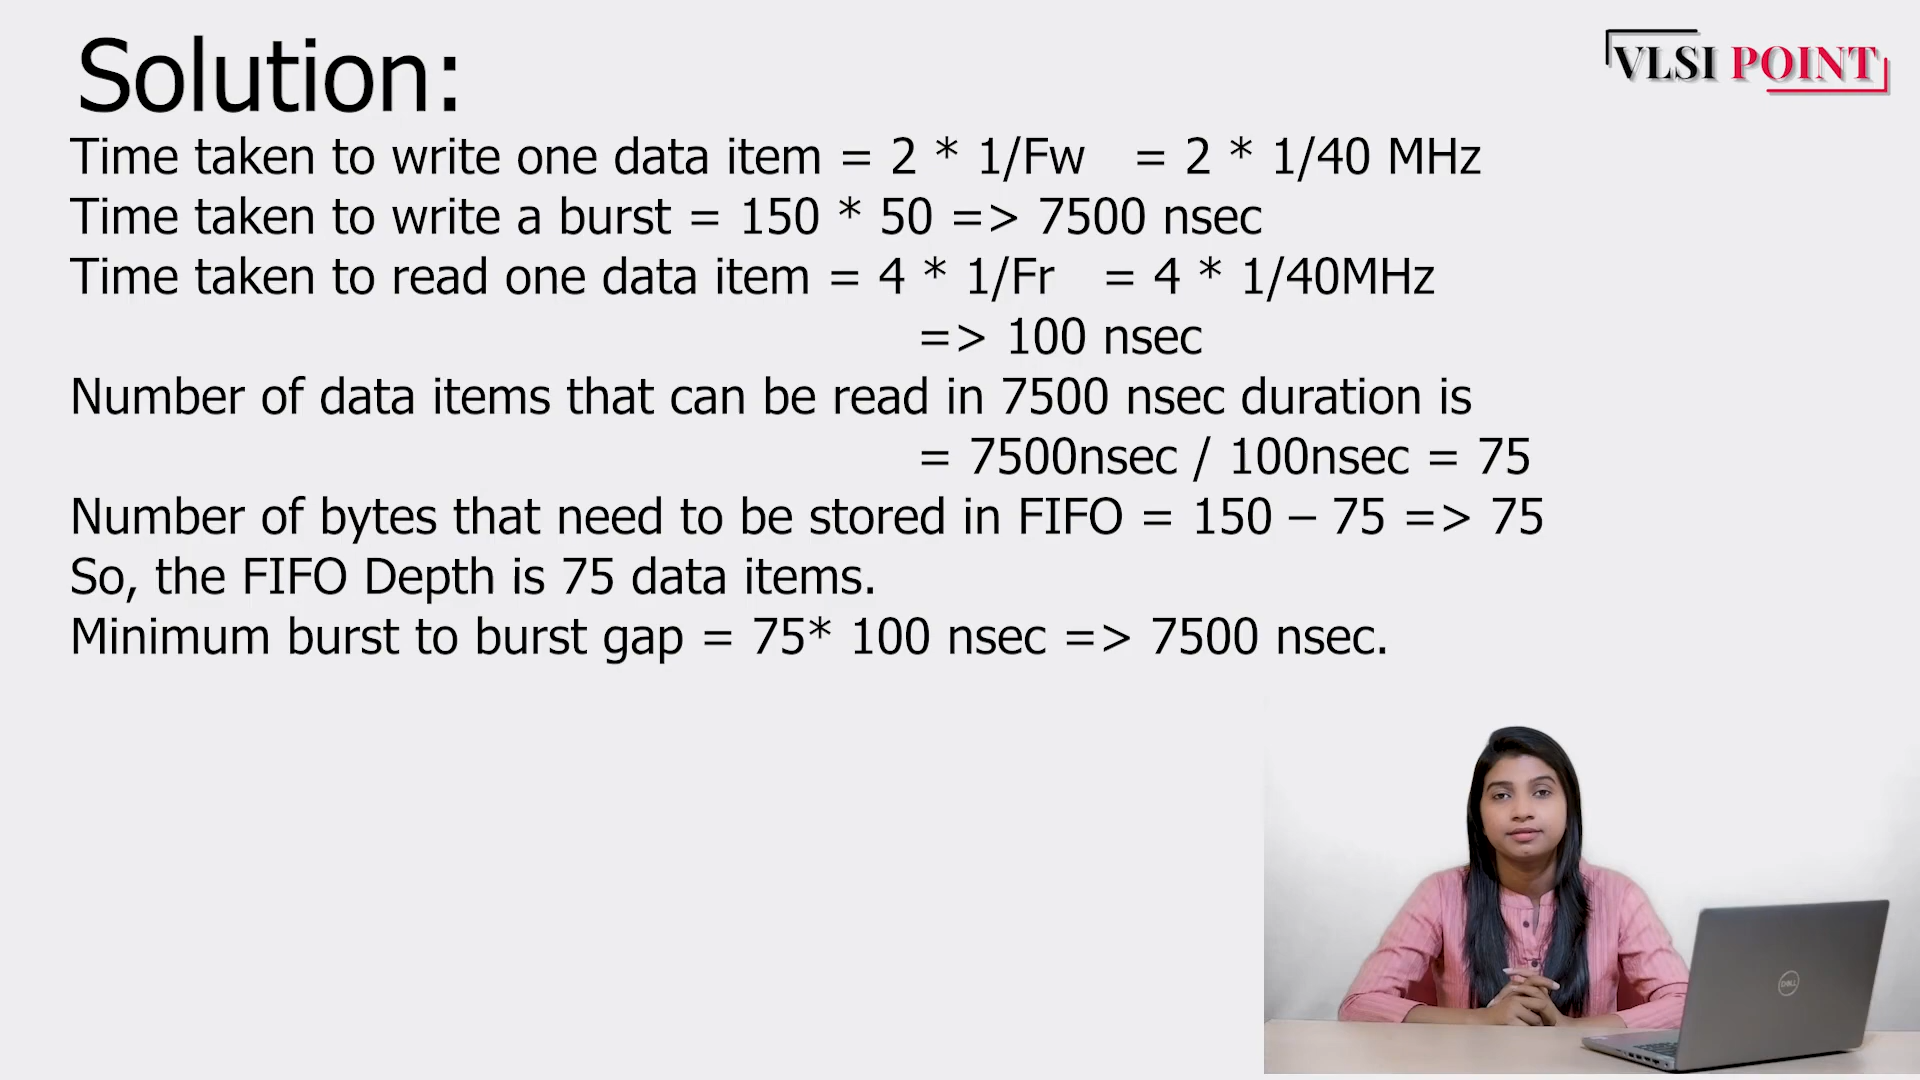 Solution:
VLSI POINT
Time taken to write one data item = 2 * 1/Fw = 2 * 1/40 MHz
Time taken to write a burst = 150 * 50 => 7500 nsec
Time taken to read one data item = 4 * 1/Fr = 4 * 1/40MHz
=> 100 nsec
Number of data items that can be read in 7500 nsec duration is
= 7500nsec / 100nsec = 75
Number of bytes that need to be stored in FIFO = 150 – 75 => 75
So, the FIFO Depth is 75 data items.
Minimum burst to burst gap = 75* 100 nsec => 7500 nsec.
DELL